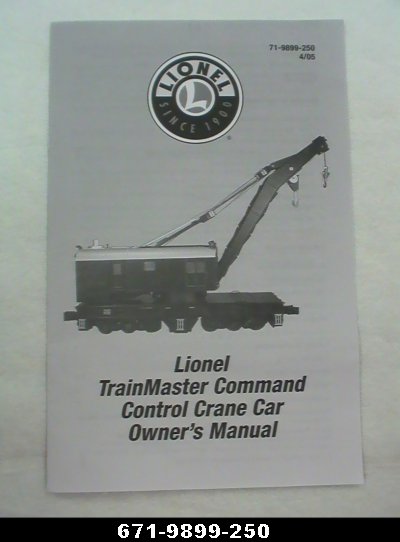 71-9899-250
4/05
LIONEL
L
SINCE 1900
®
Lionel
TrainMaster Command
Control Crane Car
Owner's Manual
671-9899-250